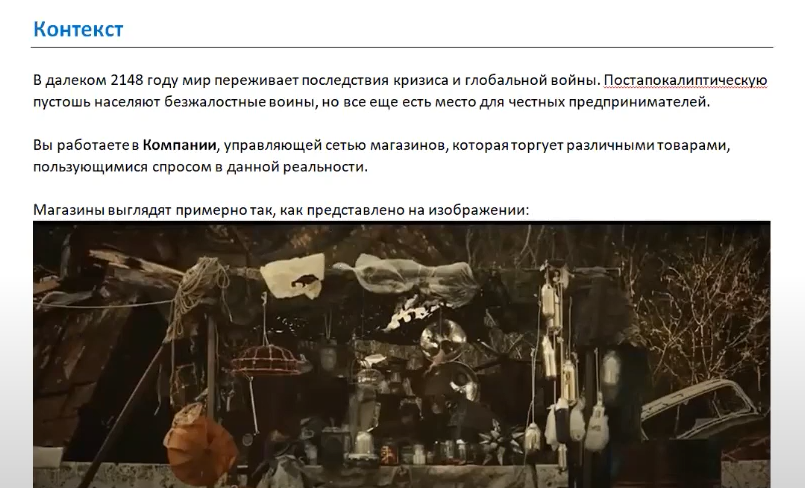 Контекст
В далеком 2148 году мир переживает последствия кризиса и глобальной войны. Постапокалиптическую
пустошь населяют безжалостные воины, но все еще есть место для честных предпринимателей.
Вы работаете в Компании, управляющей сетью магазинов, которая торгует различными товарами,
пользующимися спросом в данной реальности.
Магазины выглядят примерно так, как представлено на изображении: